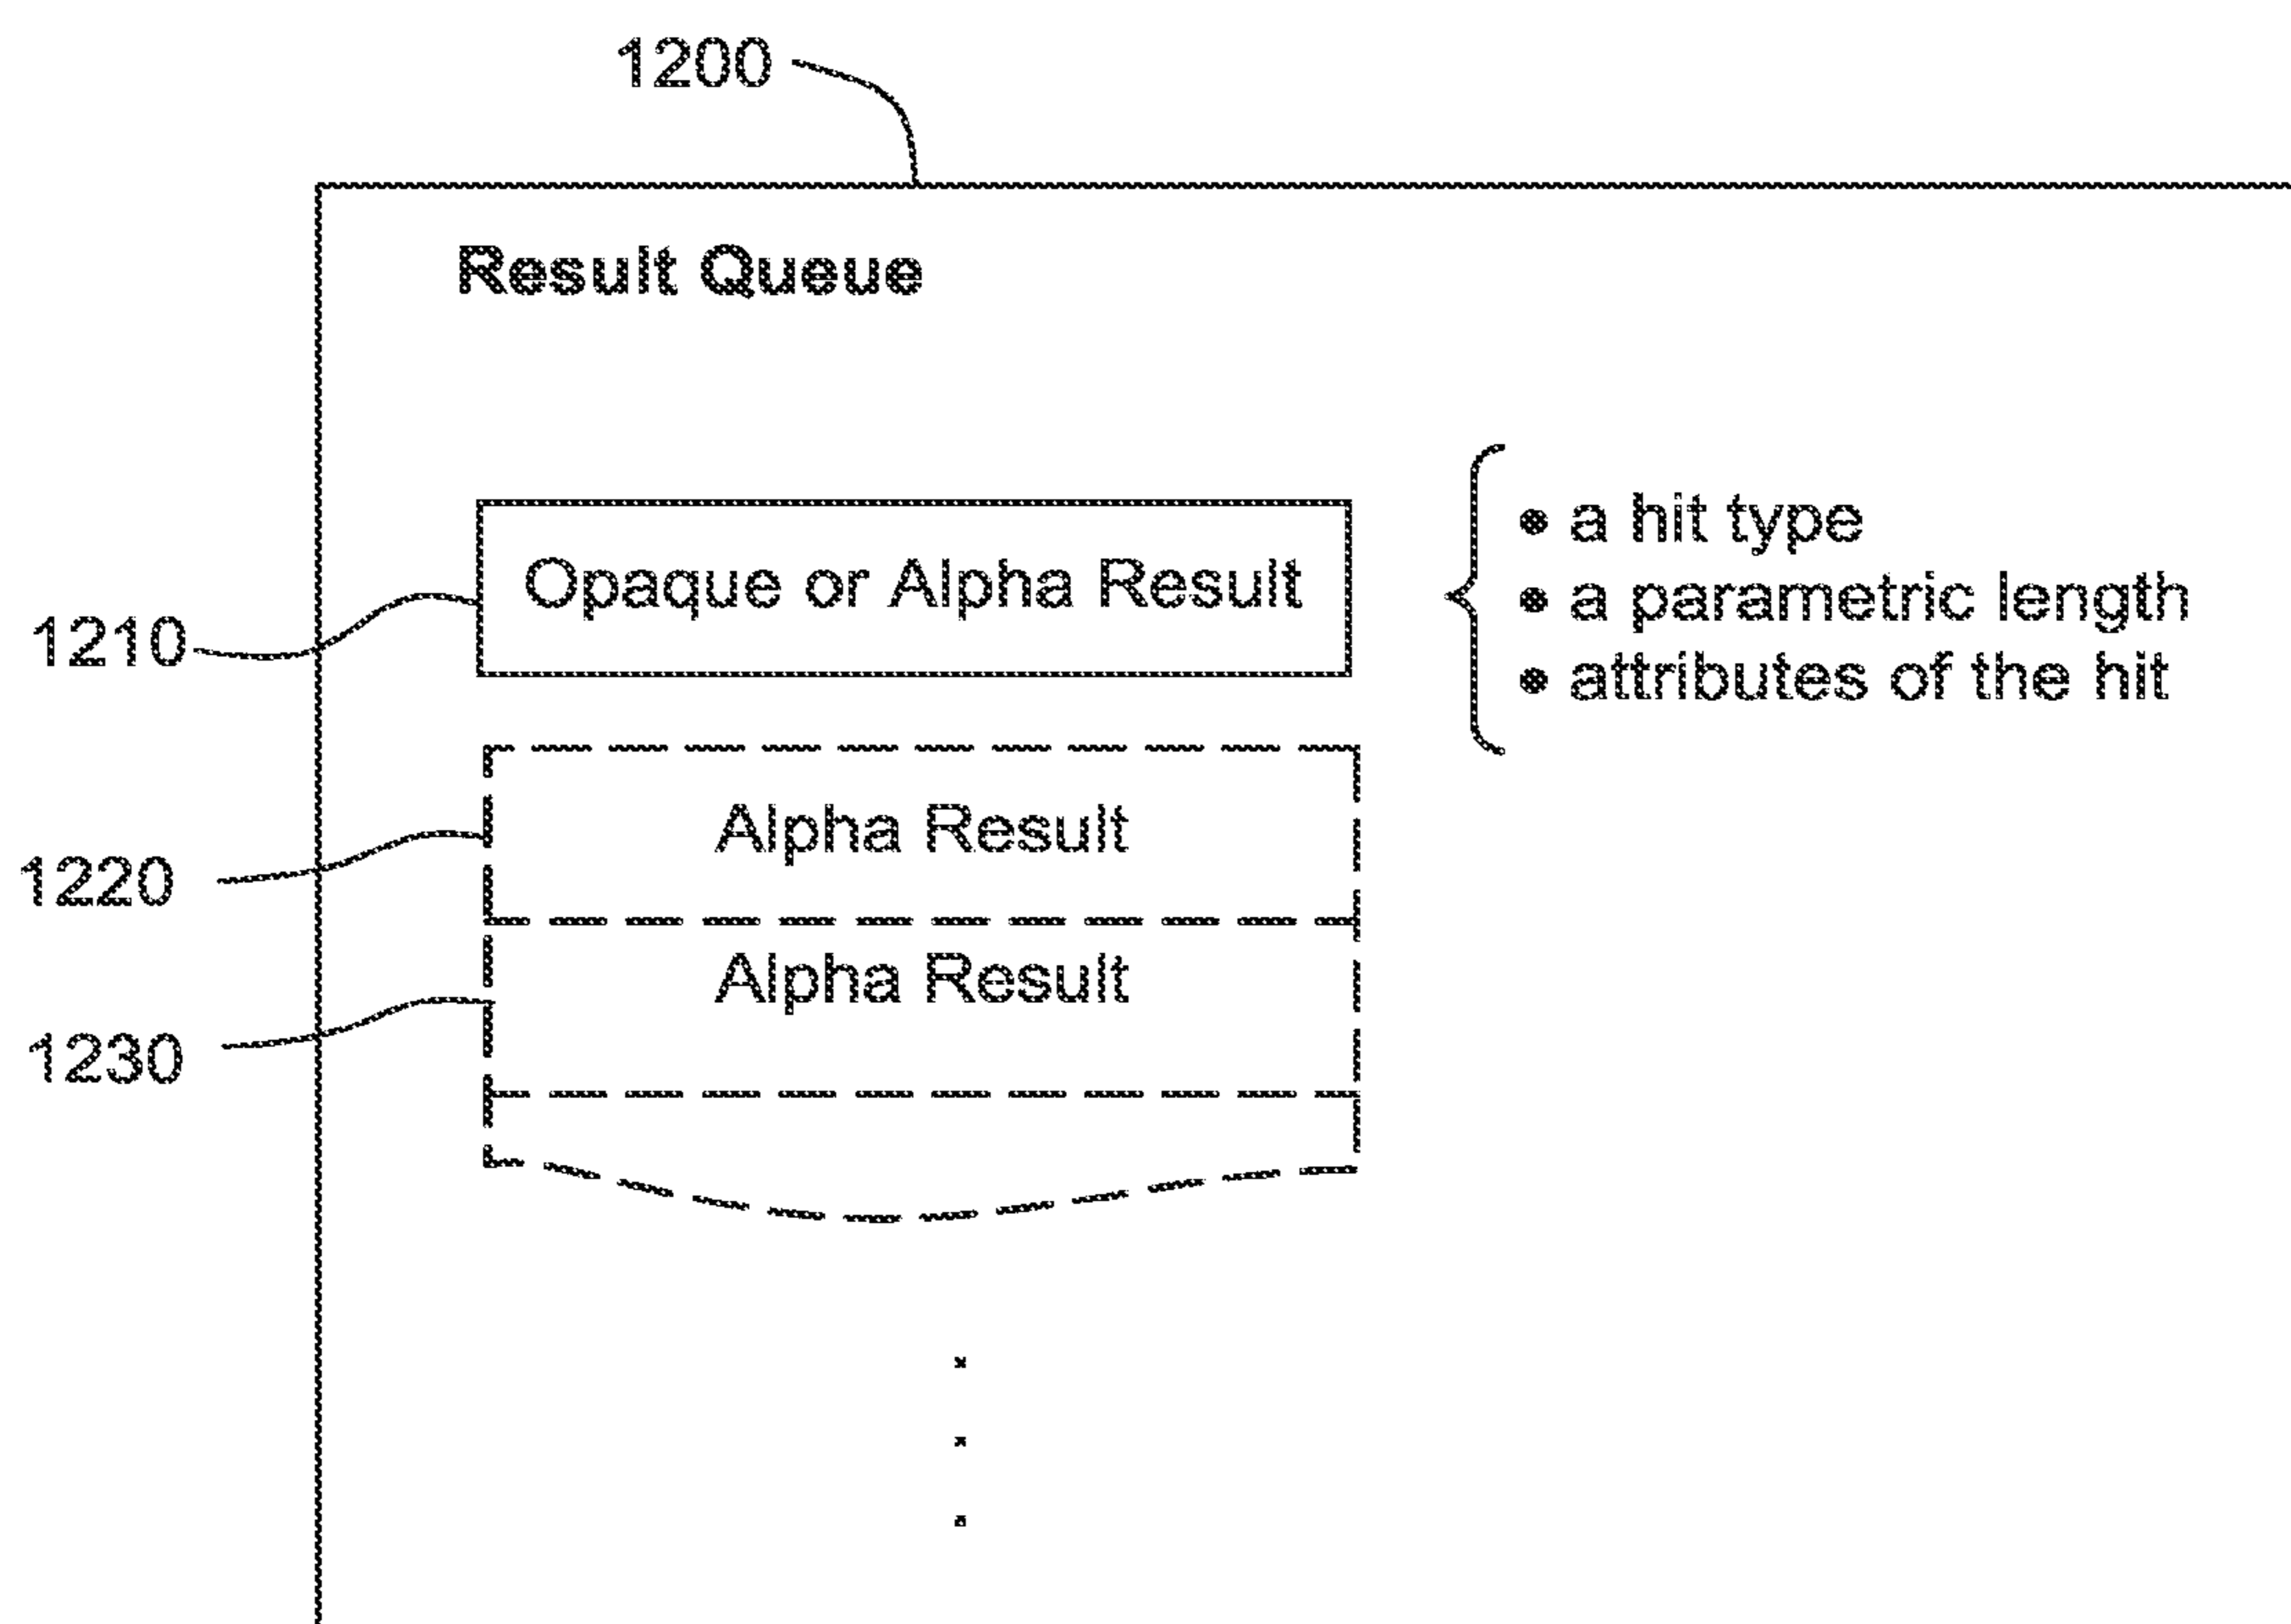 1200
Result Queue
Opaque or Alpha Result
• a hit type
• a parametric length
• attributes of the hit
1210
Alpha Result
1220
Alpha Result
1230